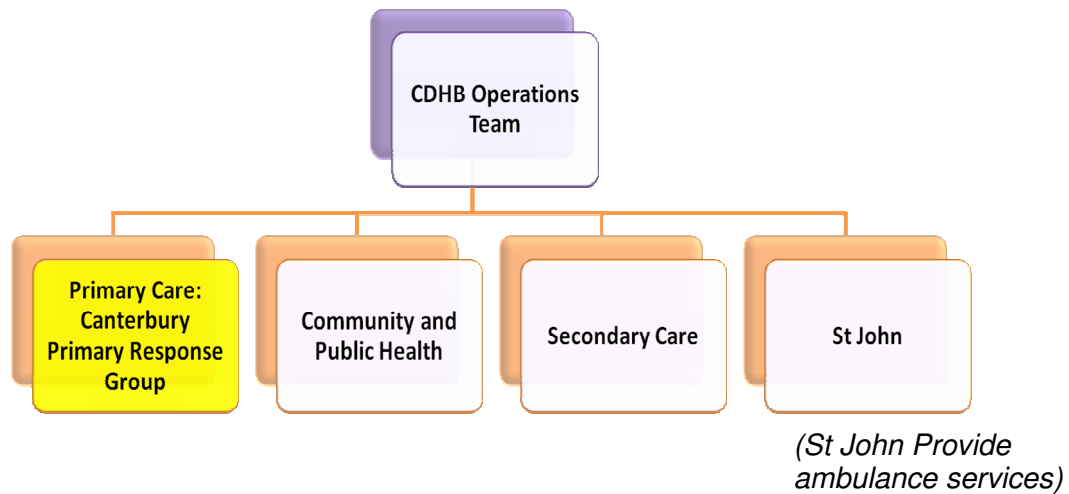 CDHB Operations
Team
Primary Care:
Canterbury
Primary Response
Group
Community and
Public Health
Secondary Care
St John
(St John Provide
ambulance services)